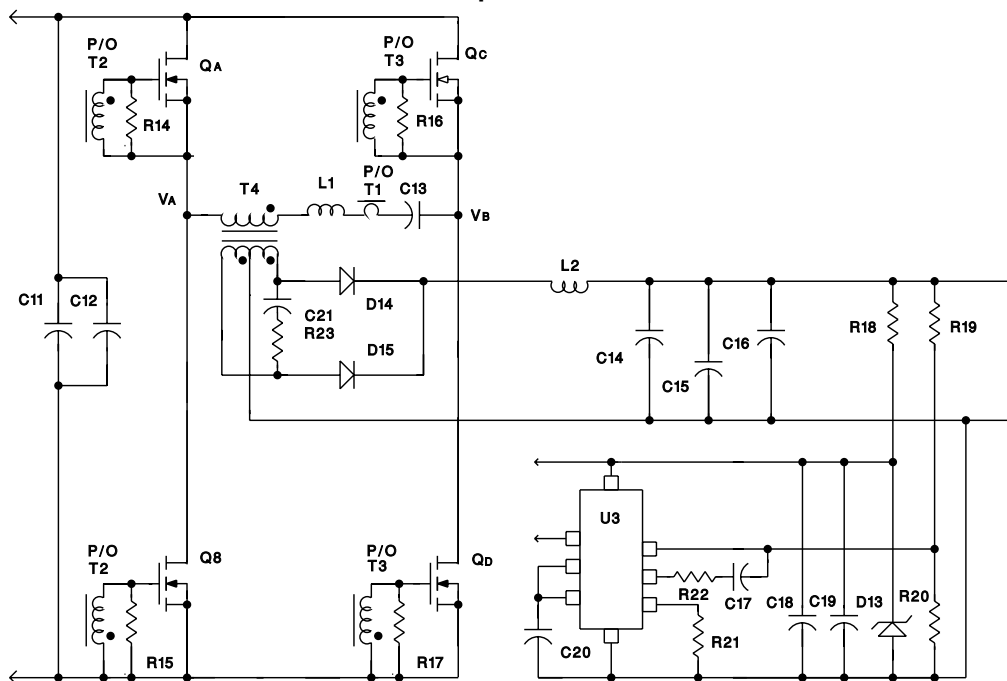 P/O
T2
QA
R14
P/O
T3
QC
R16
VA
T4
L1
P/O
T1
C13
VB
C11
C12
C21
R23
D14
D15
L2
C14
C15
C16
R18
R19
U3
P/O
T2
Q8
R15
P/O
T3
QD
R17
C20
R22
C17
R21
C18
C19
D13
R20